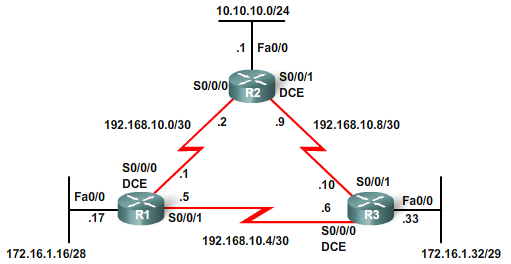 10.10.10.0/24
.1 Fa0/0
S0/0/0
S0/0/1
DCE
R2
192.168.10.0/30
.2
.9
192.168.10.8/30
S0/0/0
DCE
.1
.10
S0/0/1
Fa0/0
.17
R1
.5
S0/0/1
.6
R3
Fa0/0
.33
S0/0/0
DCE
192.168.10.4/30
172.16.1.16/28
172.16.1.32/29